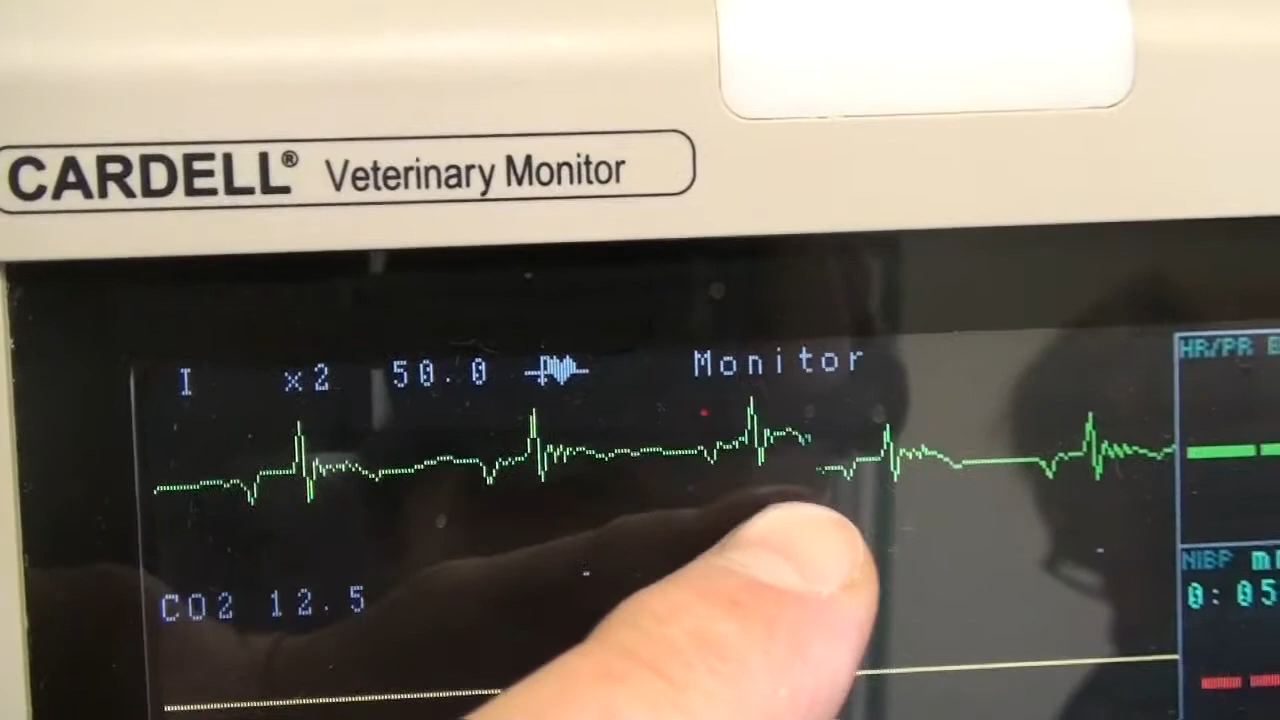 CARDELL® Veterinary Monitor
I x2 50.0 Monitor
HR/PR
CO2 12.5
NIBP
0:05